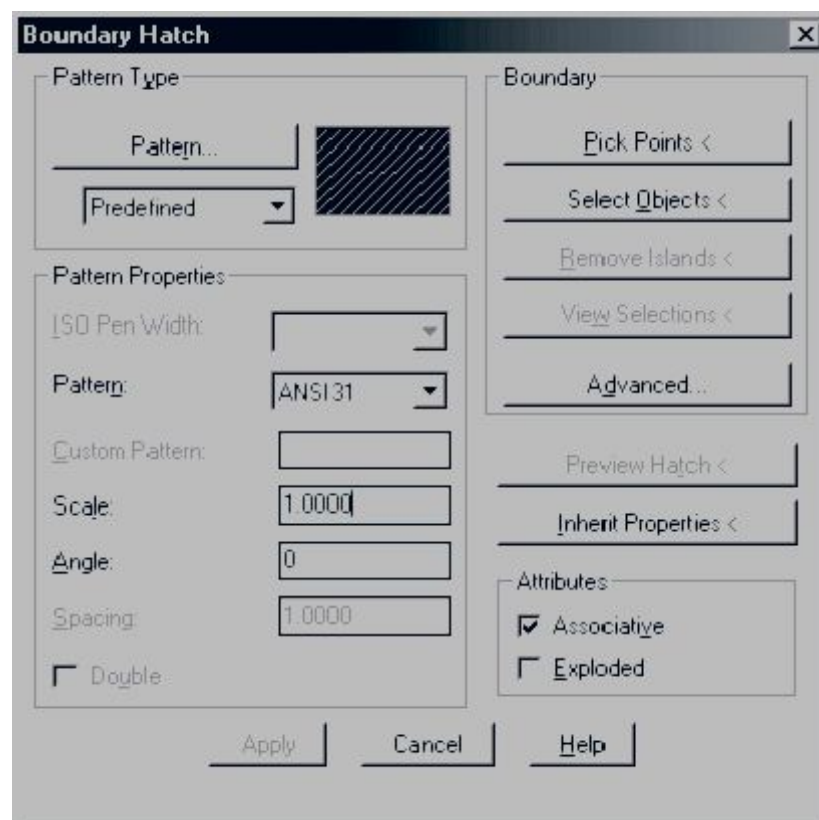 Boundary Hatch
Pattern Type
Pattern...
Predefined
Pattern Properties
ISO Pen Width:
Pattern:
ANSI31
Custom Pattern:
Scale:
1.0000
Angle:
0
Spacing:
1.0000
Double
Boundary
Pick Points <
Select Objects <
Remove Islands <
View Selections <
Advanced...
Preview Hatch <
Inherit Properties <
Attributes
Associative
Exploded
Apply
Cancel
Help